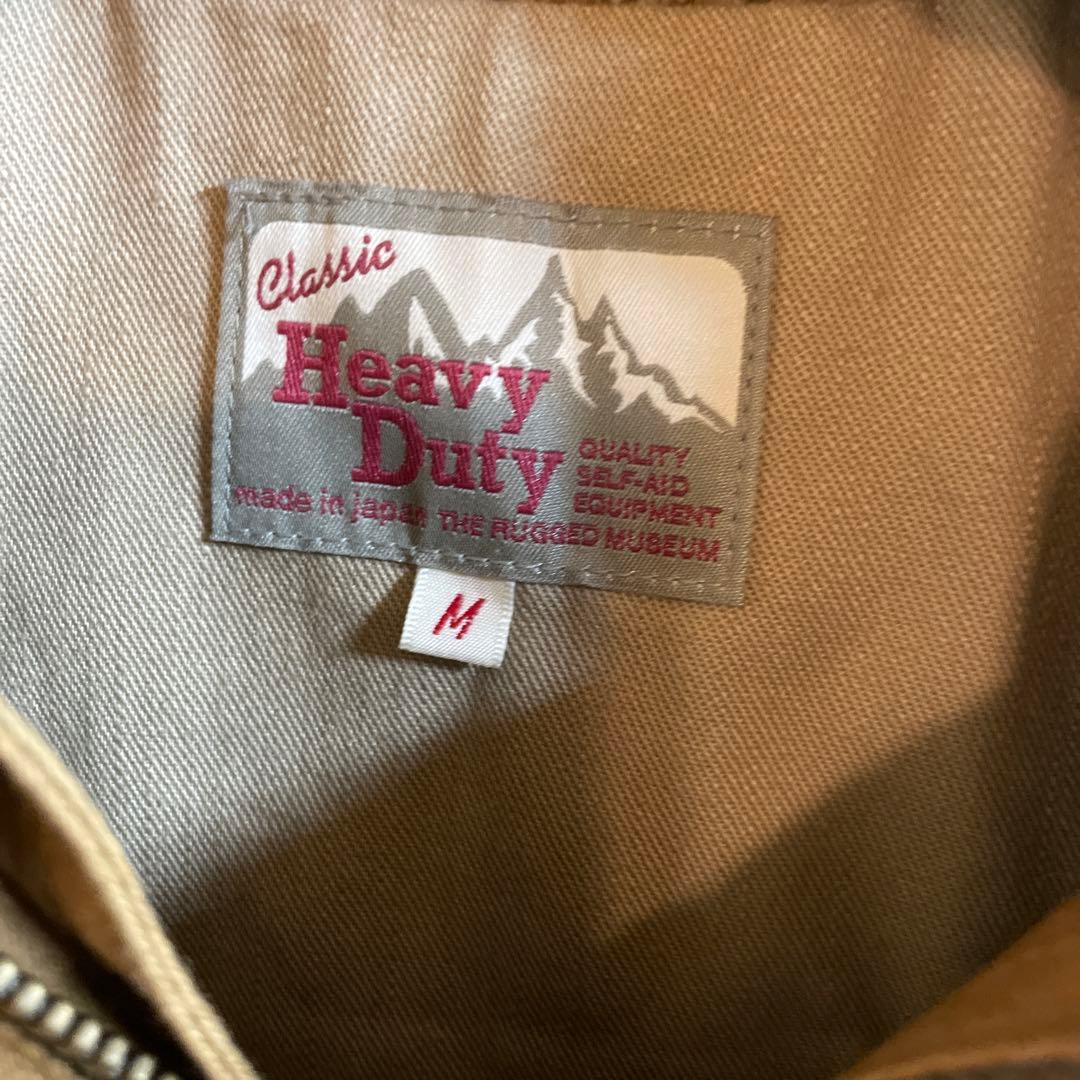 Classic
Heavy
Duty
QUALITY
SELF-AID
EQUIPMENT
made in japan THE RUGGED MUSEUM
M